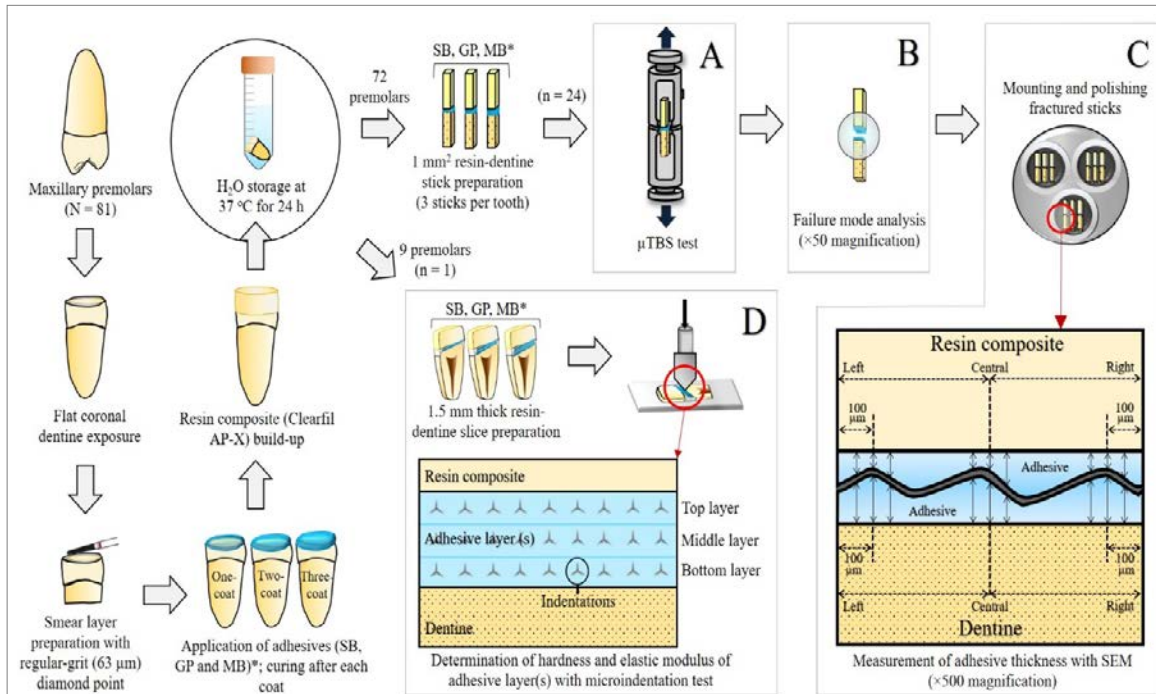 Maxillary premolars
(N = 81)
Flat coronal
dentine exposure
Smear layer
preparation with
regular-grit (63 µm)
diamond point
One-
coat
Two-
coat
Three-
coat
Application of adhesives (SB,
GP and MB)*; curing after each
coat
Resin composite (Clearfil
AP-X) build-up
H₂O storage at
37 °C for 24 h
72
premolars
SB, GP, MB*
1 mm² resin-dentine
stick preparation
(3 sticks per tooth)
(n = 24)
A
µTBS test
B
Failure mode analysis
(×50 magnification)
C
Mounting and polishing
fractured sticks
Resin composite
Left
Central
Right
100
µm
100
µm
Adhesive
Adhesive
100
µm
100
µm
Left
Central
Right
Dentine
Measurement of adhesive thickness with SEM
(×500 magnification)
9 premolars
(n = 1)
D
SB, GP, MB*
1.5 mm thick resin-
dentine slice preparation
Resin composite
Top layer
Adhesive layer(s)
Middle layer
Bottom layer
Indentations
Dentine
Determination of hardness and elastic modulus of
adhesive layer(s) with microindentation test